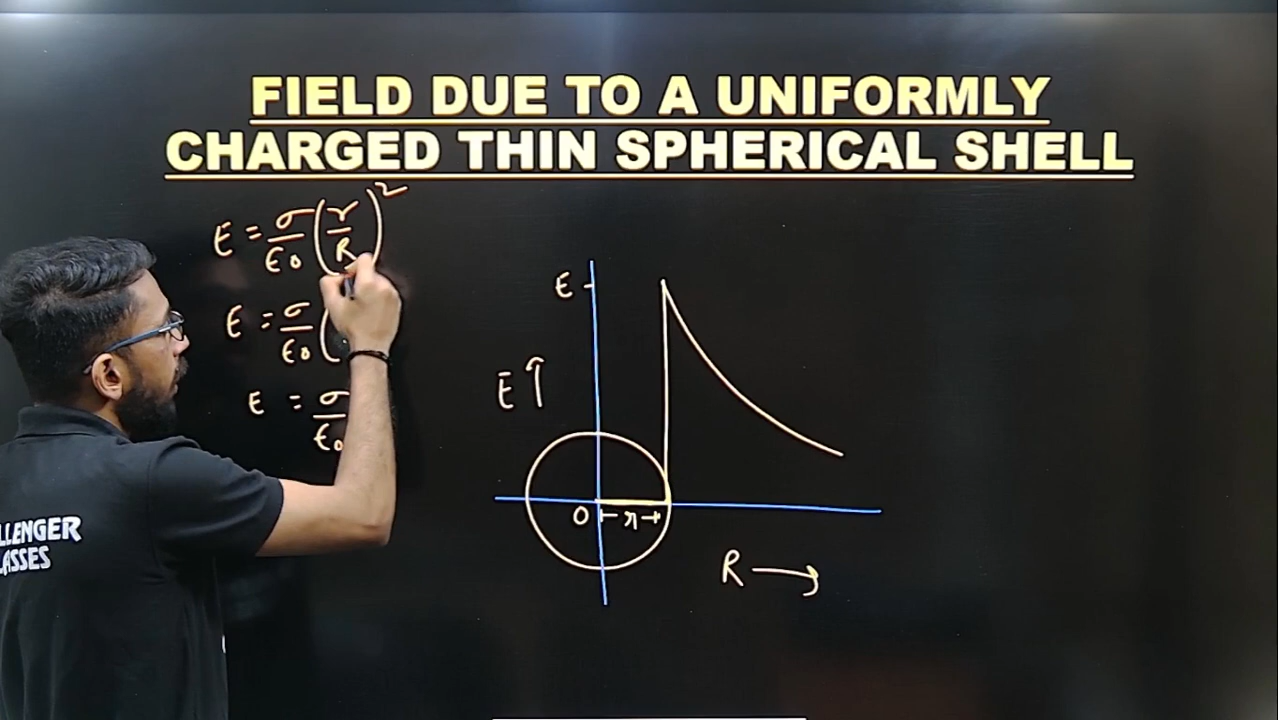 FIELD DUE TO A UNIFORMLY
CHARGED THIN SPHERICAL SHELL
E = σ/ε0 (r/R)²
E = σ/ε0 (
E = σ/ε0
E
E↑
O r
R →
LLENGER
ASSES